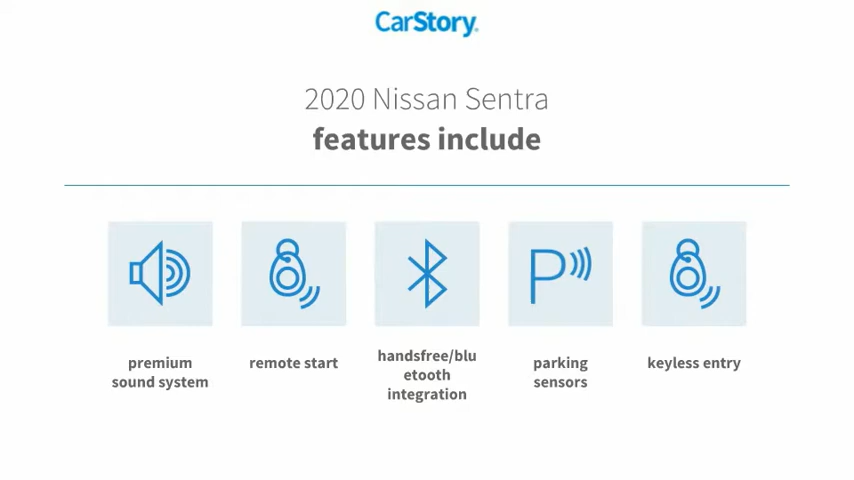 CarStory
2020 Nissan Sentra
features include
premium
sound system
remote start
handsfree/blu
etooth
integration
P
parking
sensors
keyless entry